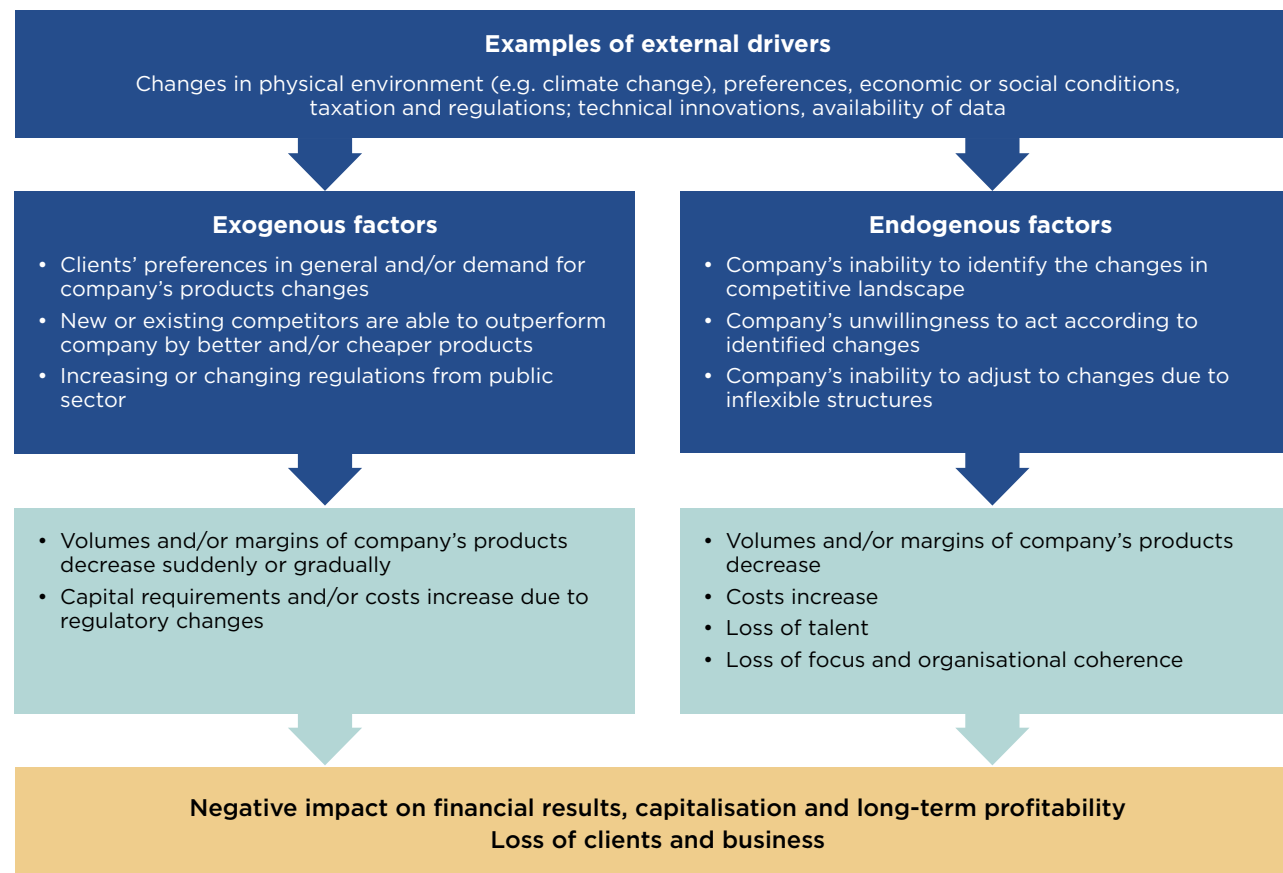 Examples of external drivers
Changes in physical environment (e.g. climate change), preferences, economic or social conditions,
taxation and regulations; technical innovations, availability of data
Exogenous factors
• Clients’ preferences in general and/or demand for
company’s products changes
• New or existing competitors are able to outperform
company by better and/or cheaper products
• Increasing or changing regulations from public
sector
Endogenous factors
• Company’s inability to identify the changes in
competitive landscape
• Company’s unwillingness to act according to
identified changes
• Company’s inability to adjust to changes due to
inflexible structures
• Volumes and/or margins of company’s products
decrease suddenly or gradually
• Capital requirements and/or costs increase due to
regulatory changes
• Volumes and/or margins of company’s products
decrease
• Costs increase
• Loss of talent
• Loss of focus and organisational coherence
Negative impact on financial results, capitalisation and long-term profitability
Loss of clients and business